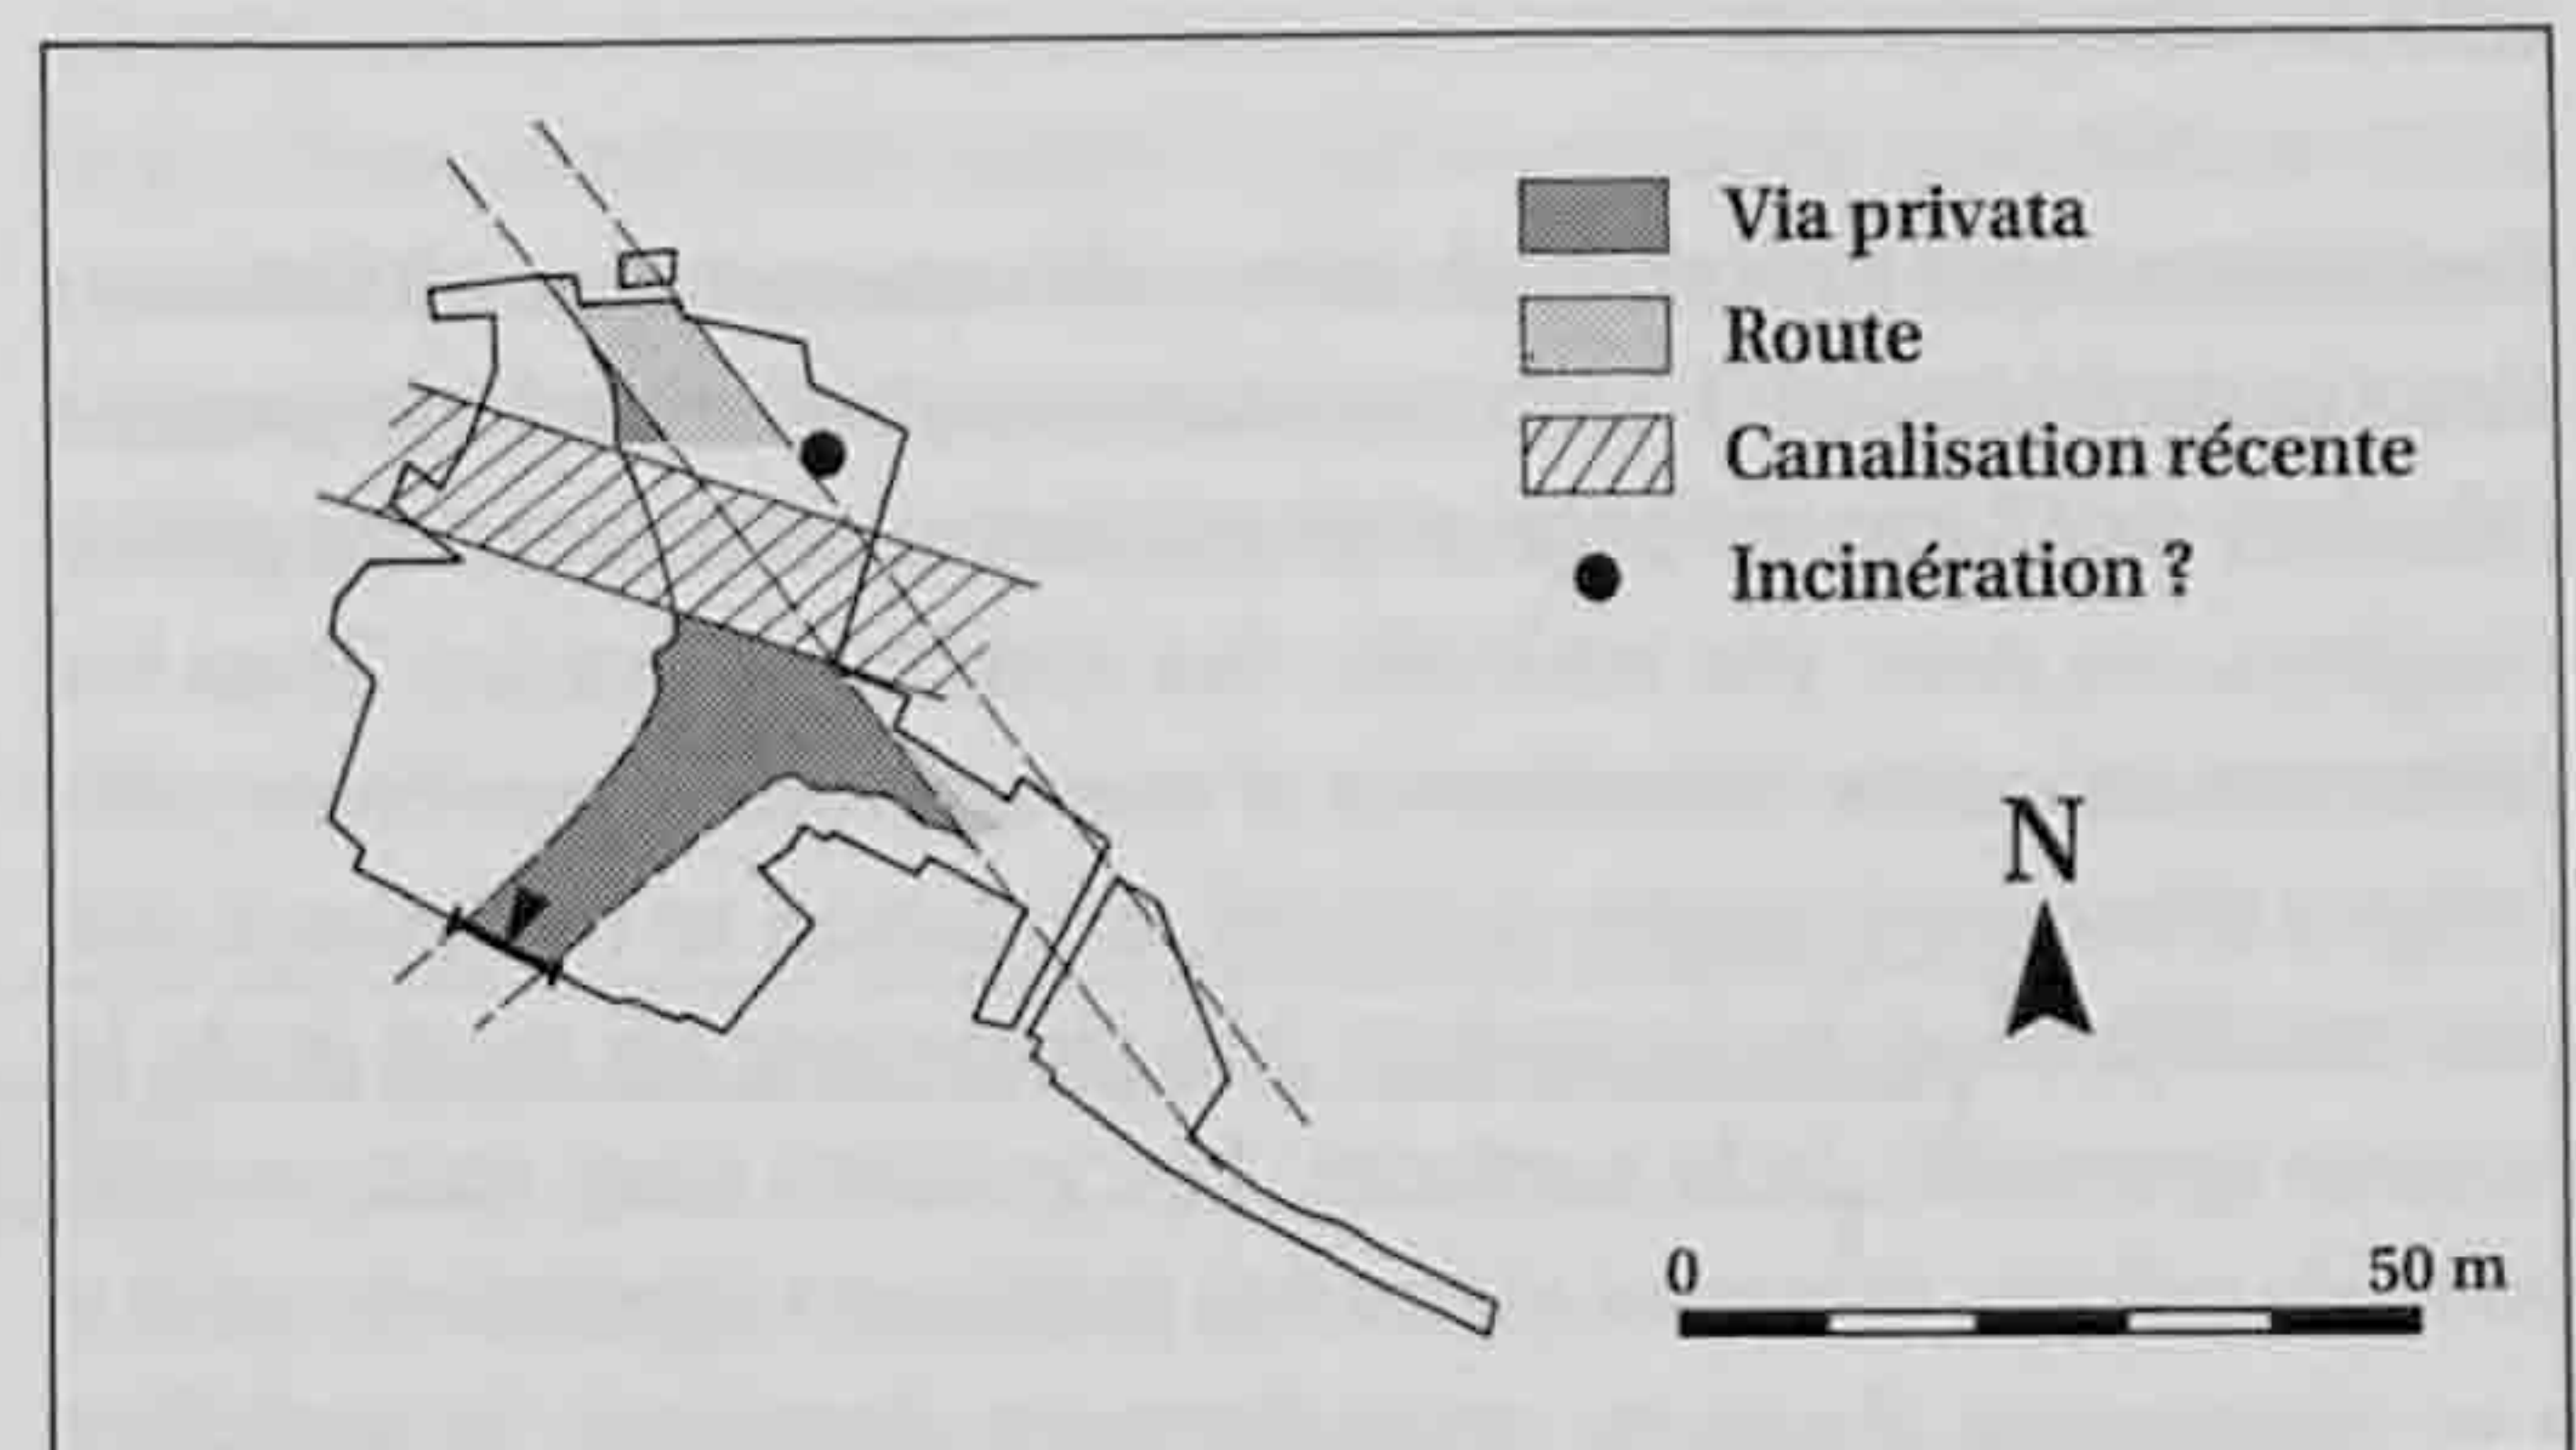 Via privata
Route
Canalisation récente
Incinération ?
N
0 50 m